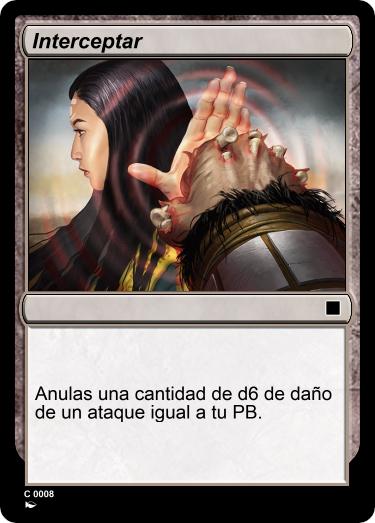 Interceptar
Anulas una cantidad de d6 de daño
de un ataque igual a tu PB.
C 0008